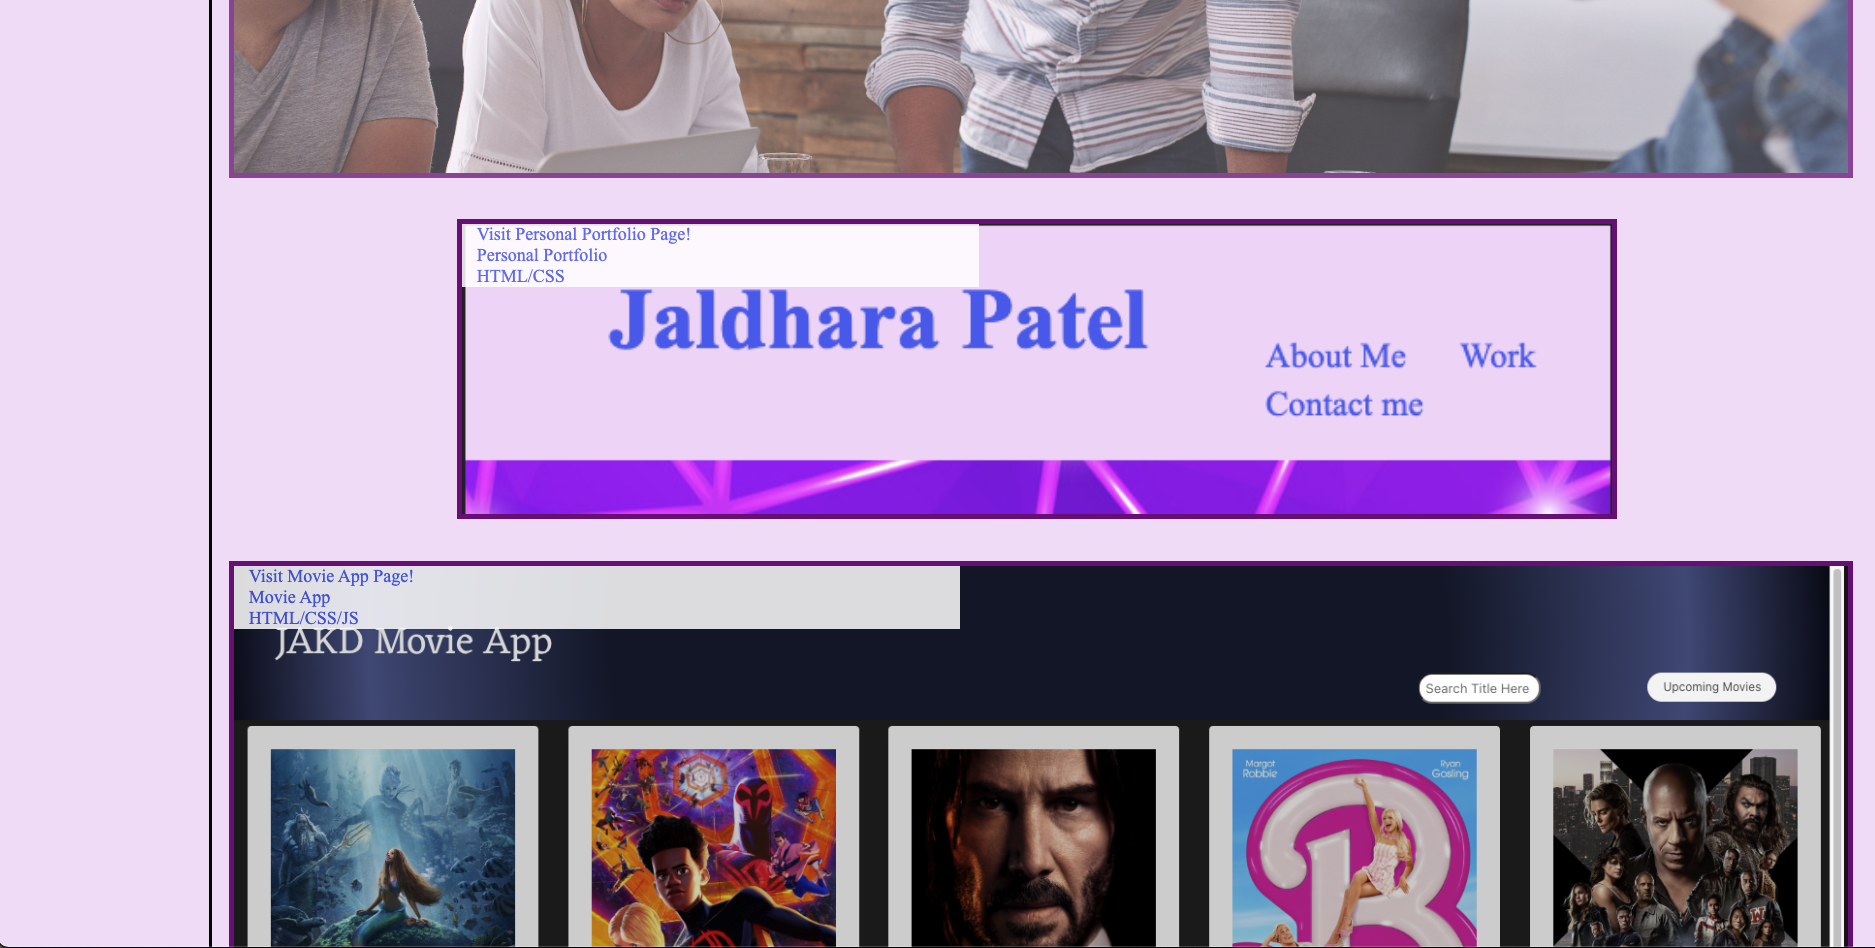 Visit Personal Portfolio Page!
Personal Portfolio
HTML/CSS
Jaldhara Patel
About Me Work
Contact me
Visit Movie App Page!
Movie App
HTML/CSS/JS
JAKD Movie App
Search Title Here
Upcoming Movies
Margot Robbie
Ryan Gosling